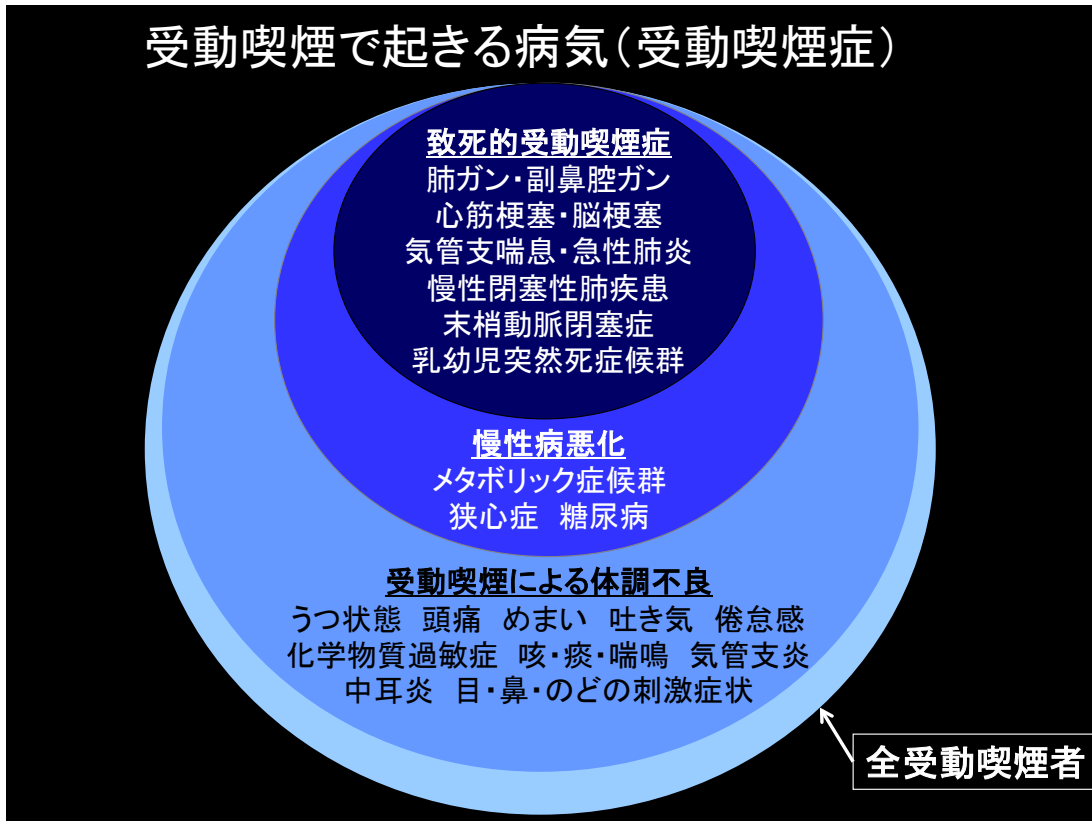 受動喫煙で起きる病気（受動喫煙症）
致死的受動喫煙症
肺ガン・副鼻腔ガン
心筋梗塞・脳梗塞
気管支喘息・急性肺炎
慢性閉塞性肺疾患
末梢動脈閉塞症
乳幼児突然死症候群
慢性病悪化
メタボリック症候群
狭心症　糖尿病
受動喫煙による体調不良
うつ状態　頭痛　めまい　吐き気　倦怠感
化学物質過敏症　咳・痰・喘鳴　気管支炎
中耳炎　目・鼻・のどの刺激症状
全受動喫煙者